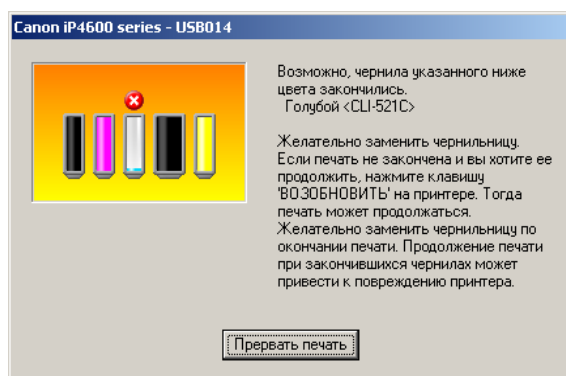 Canon iP4600 series - USB014
Возможно, чернила указанного ниже
цвета закончились.
Голубой <CLI-521C>
Желательно заменить чернильницу.
Если печать не закончена и вы хотите ее
продолжить, нажмите клавишу
'ВОЗОБНОВИТЬ' на принтере. Тогда
печать может продолжаться.
Желательно заменить чернильницу по
окончании печати. Продолжение печати
при закончившихся чернилах может
привести к повреждению принтера.
Прервать печать